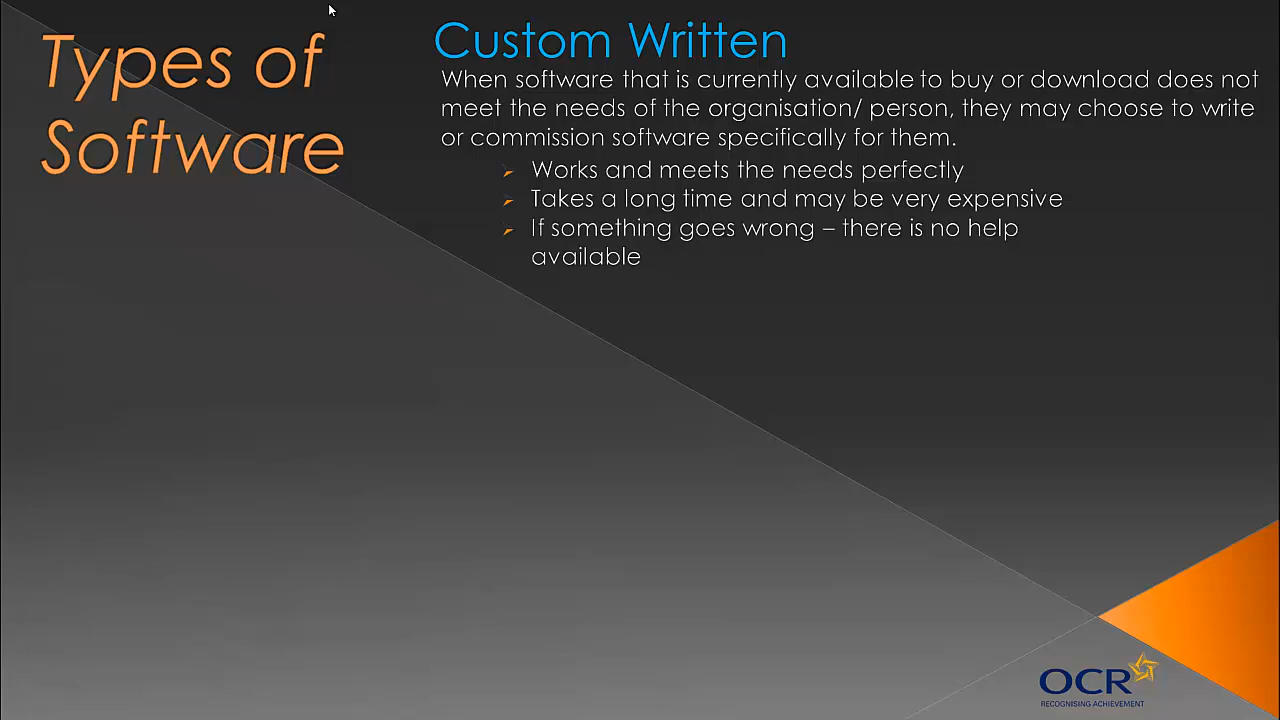 Types of
Software
Custom Written
When software that is currently available to buy or download does not
meet the needs of the organisation/ person, they may choose to write
or commission software specifically for them.
Works and meets the needs perfectly
Takes a long time and may be very expensive
If something goes wrong – there is no help
available
OCR
RECOGNISING ACHIEVEMENT